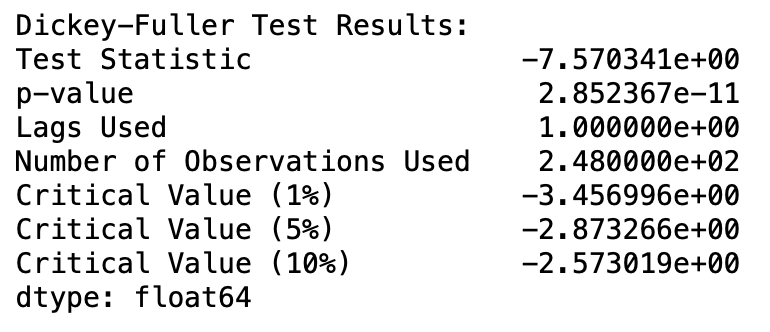 Dickey-Fuller Test Results:
Test Statistic -7.570341e+00
p-value 2.852367e-11
Lags Used 1.000000e+00
Number of Observations Used 2.480000e+02
Critical Value (1%) -3.456996e+00
Critical Value (5%) -2.873266e+00
Critical Value (10%) -2.573019e+00
dtype: float64